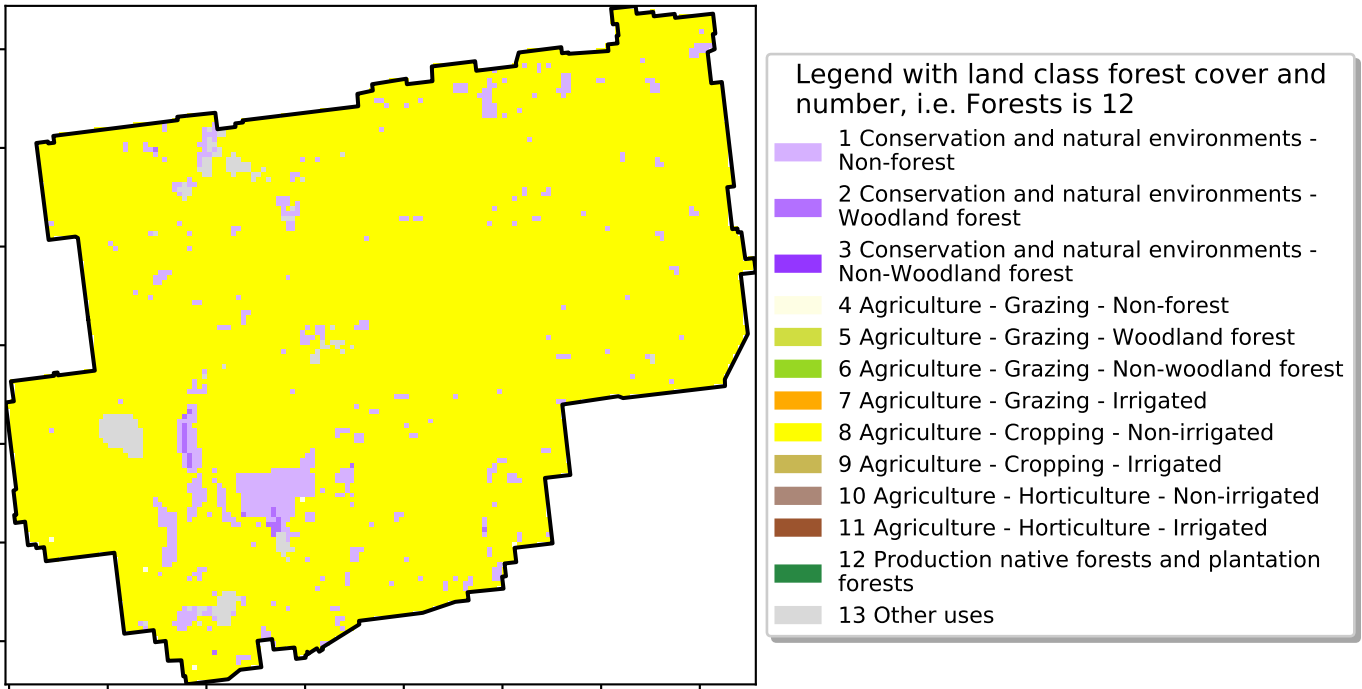 Legend with land class forest cover and
number, i.e. Forests is 12
1 Conservation and natural environments -
Non-forest
2 Conservation and natural environments -
Woodland forest
3 Conservation and natural environments -
Non-Woodland forest
4 Agriculture - Grazing - Non-forest
5 Agriculture - Grazing - Woodland forest
6 Agriculture - Grazing - Non-woodland forest
7 Agriculture - Grazing - Irrigated
8 Agriculture - Cropping - Non-irrigated
9 Agriculture - Cropping - Irrigated
10 Agriculture - Horticulture - Non-irrigated
11 Agriculture - Horticulture - Irrigated
12 Production native forests and plantation
forests
13 Other uses